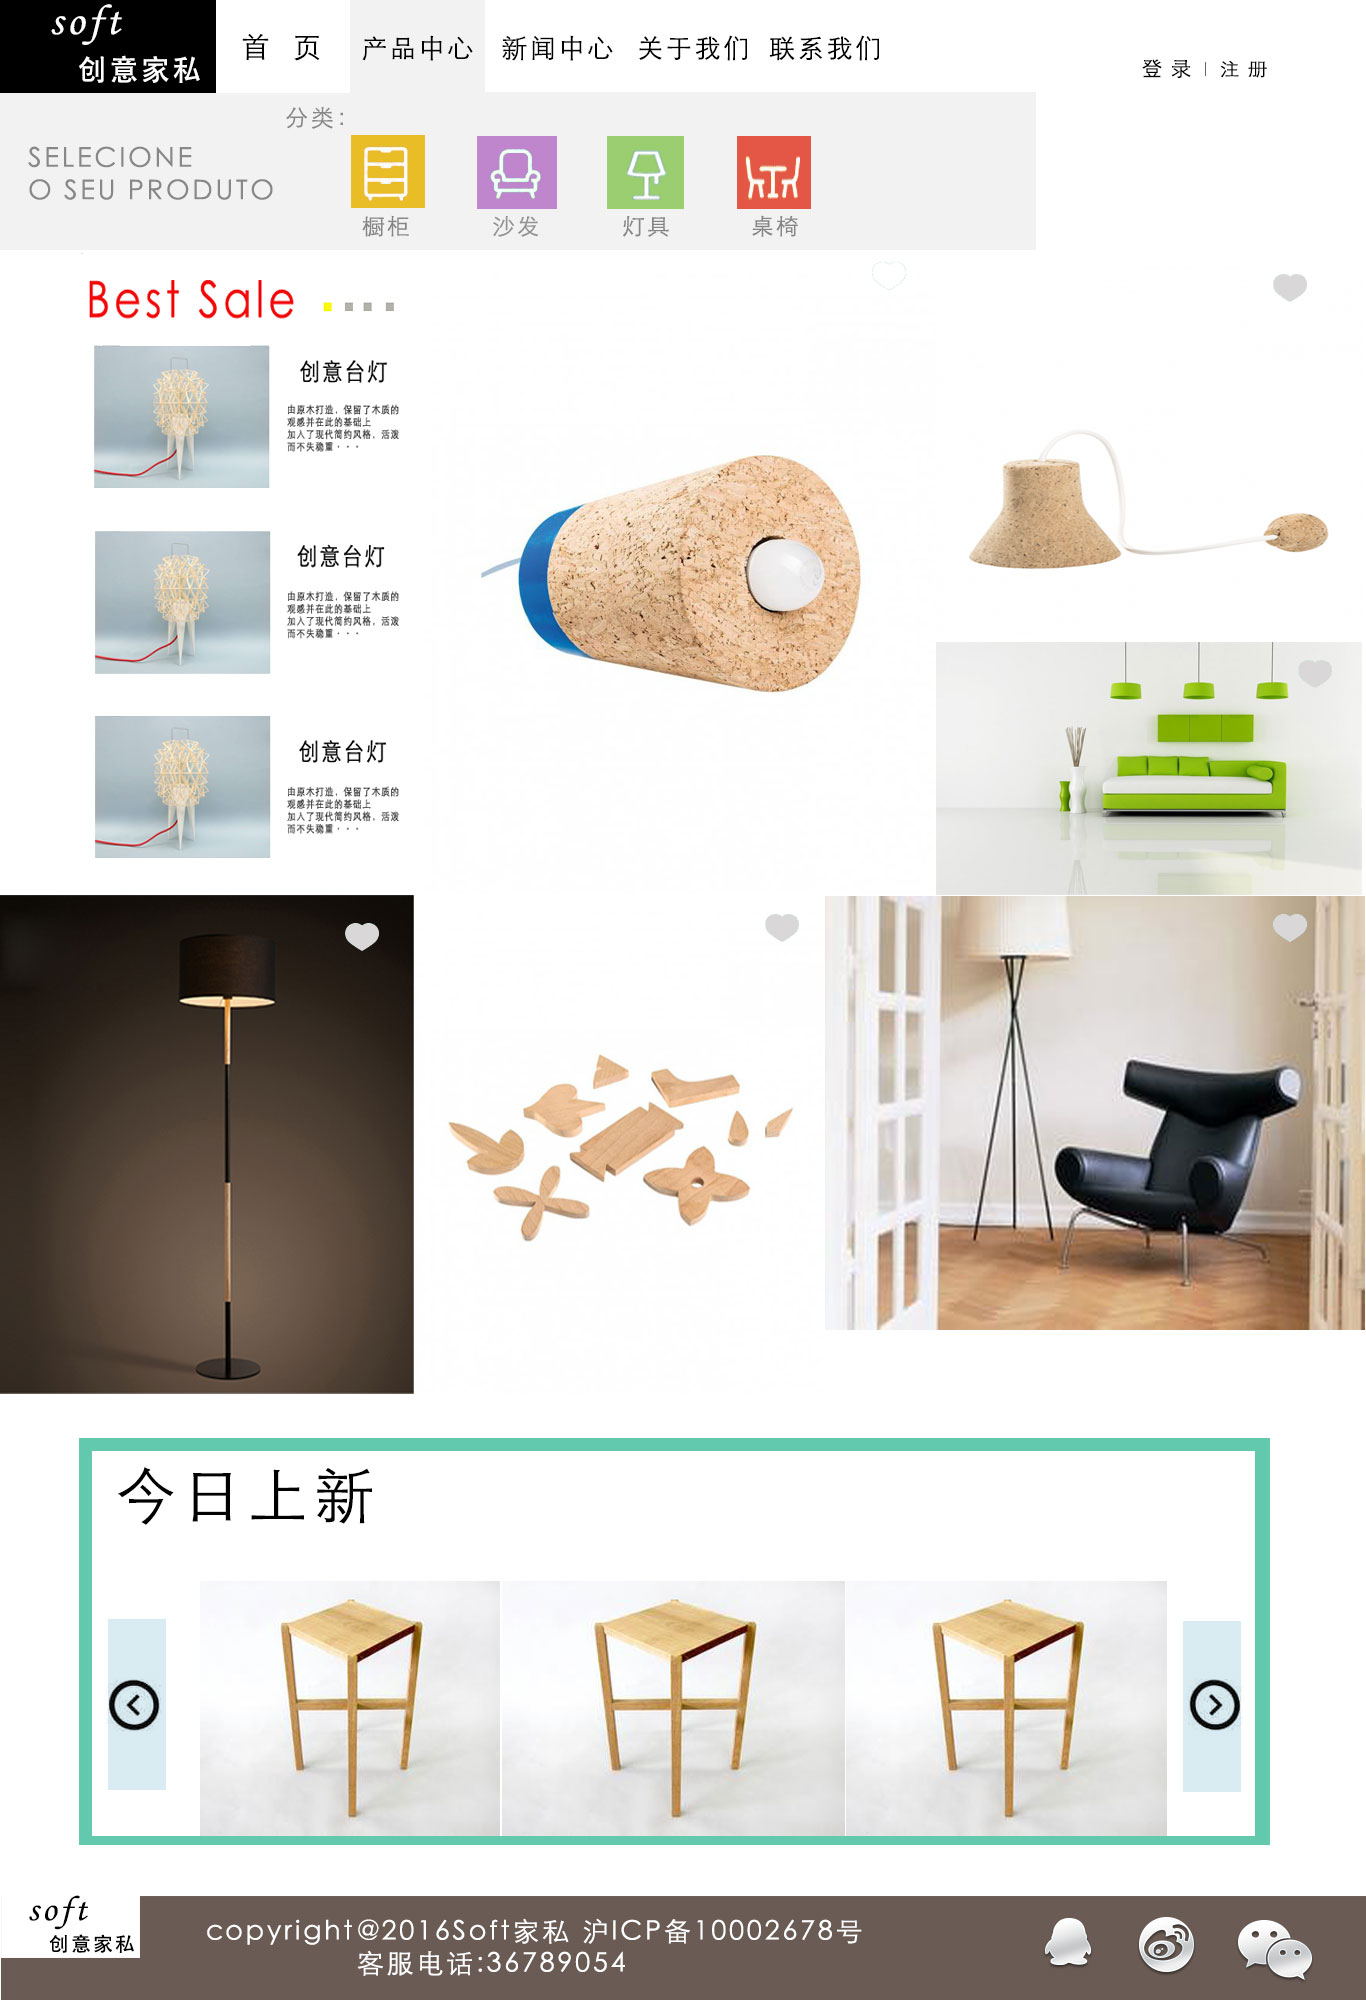 soft
创意家私
首 页 产品中心 新闻中心 关于我们 联系我们
登 录 | 注 册
分类:
SELECIONE
O SEU PRODUTO
橱柜 沙发 灯具 桌椅
Best Sale
创意台灯
由原木打造，保留了木质的
观感并在此的基础上
加入了现代简约风格，活泼
而不失稳重···
创意台灯
由原木打造，保留了木质的
观感并在此的基础上
加入了现代简约风格，活泼
而不失稳重···
创意台灯
由原木打造，保留了木质的
观感并在此的基础上
加入了现代简约风格，活泼
而不失稳重···
今日上新
soft
创意家私
copyright@2016Soft家私 沪ICP备10002678号
客服电话:36789054